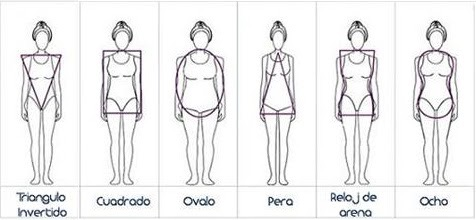 Triangulo
Invertido
Cuadrado
Ovalo
Pera
Reloj de
arena
Ocho